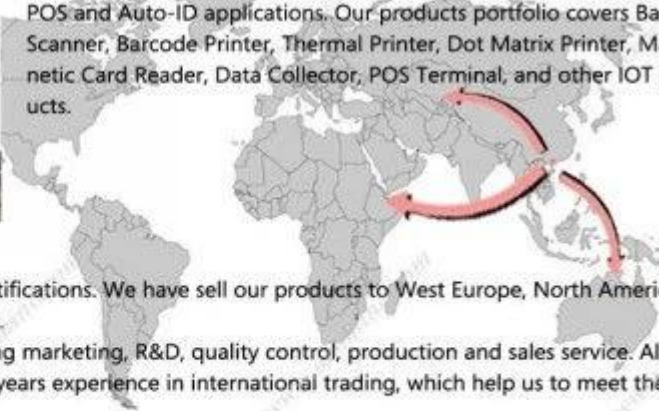 POS and Auto-ID applications. Our products portfolio covers Ba
Scanner, Barcode Printer, Thermal Printer, Dot Matrix Printer, M
netic Card Reader, Data Collector, POS Terminal, and other IOT
ucts.
tifications. We have sell our products to West Europe, North Ameri
ng marketing, R&D, quality control, production and sales service. Al
years experience in international trading, which help us to meet tha